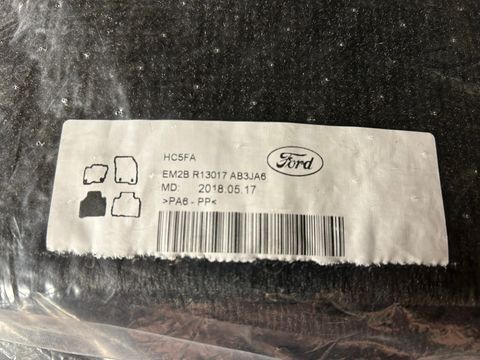 HC5FA
Ford
EM2B R13017 AB3JA6
MD: 2018.05.17
>PA6 - PP<